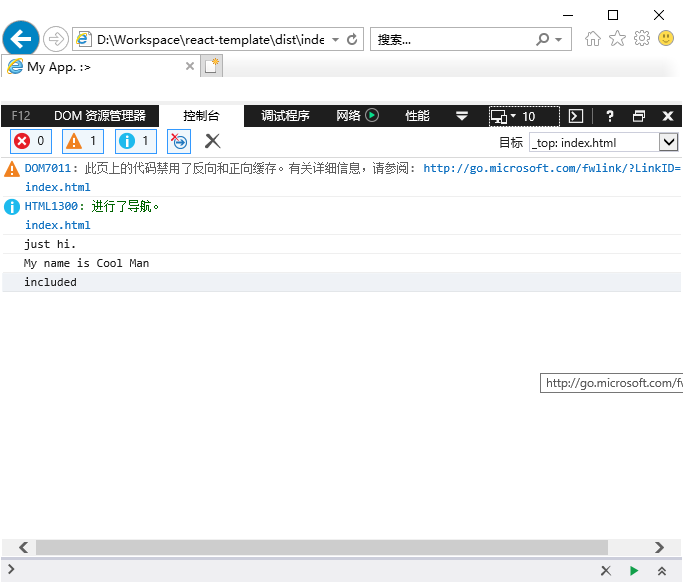 D:\Workspace\react-template\dist\inde
搜索...
My App. :>
F12 DOM 资源管理器 控制台 调试程序 网络 性能 10
0 1 1 目标 _top: index.html
DOM7011: 此页上的代码禁用了反向和正向缓存。有关详细信息，请参阅: http://go.microsoft.com/fwlink/?LinkID=
index.html
HTML1300: 进行了导航。
index.html
just hi.
My name is Cool Man
included
http://go.microsoft.com/fw